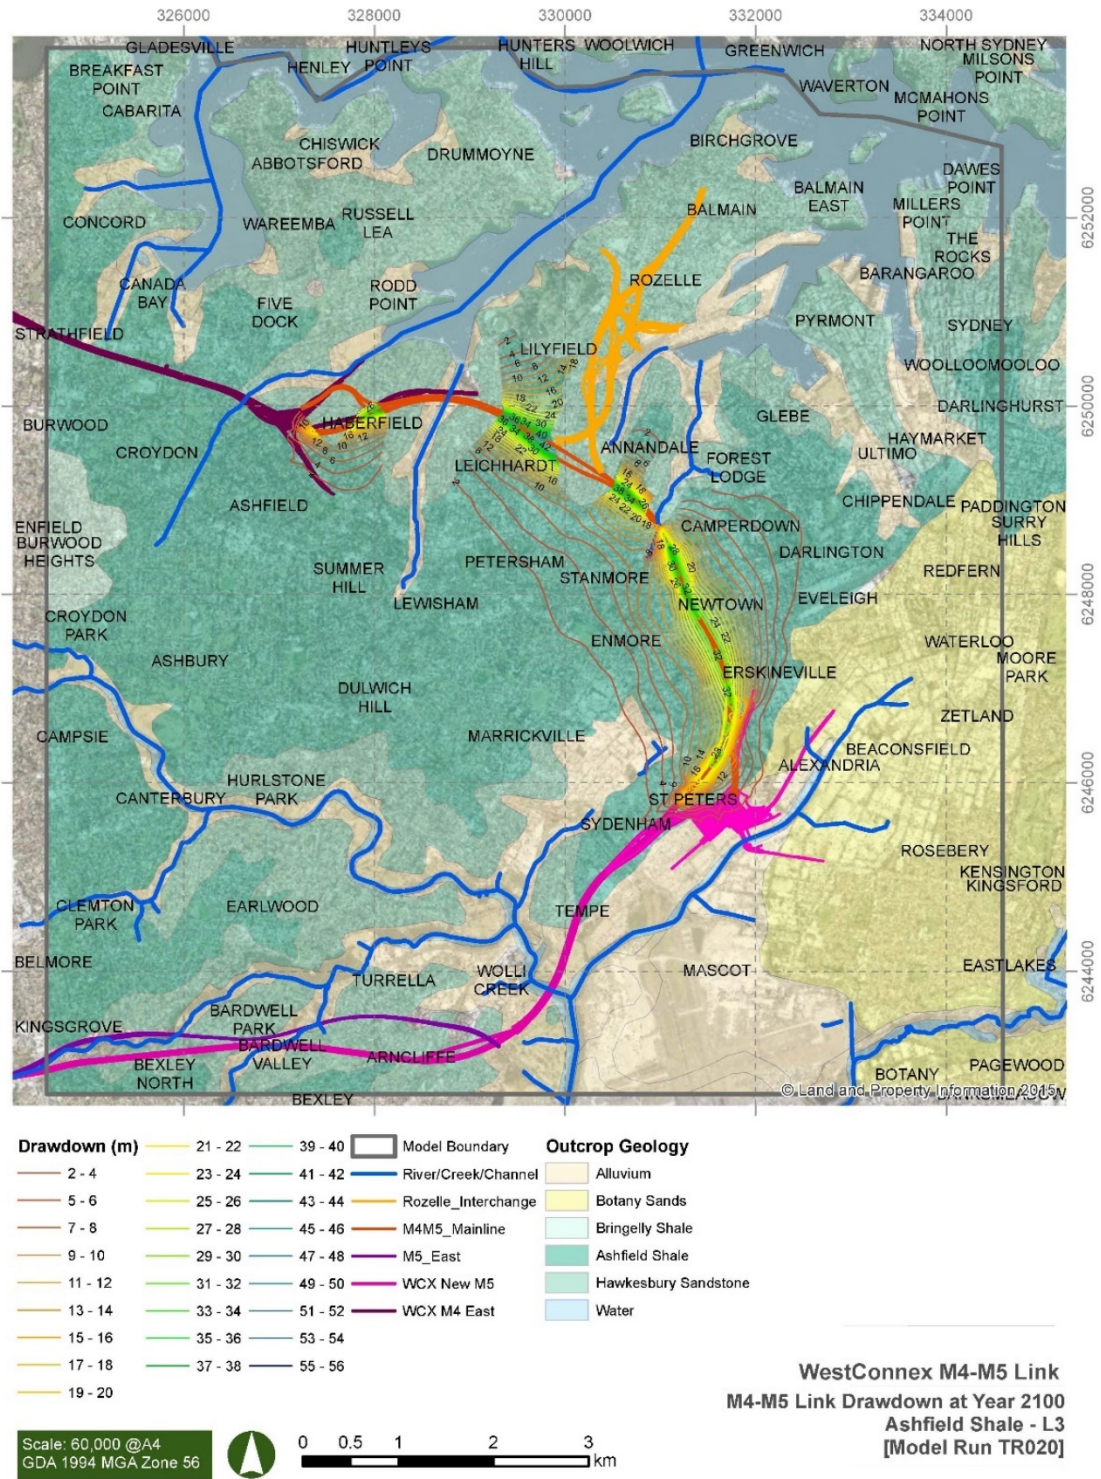 326000 328000 330000 332000 334000
GLADESVILLE
HUNTLEYS
POINT
HUNTERS
HILL
WOOLWICH
GREENWICH
NORTH SYDNEY
MILSONS
POINT
BREAKFAST
POINT
HENLEY
WAVERTON
CABARITA
MCMAHONS
POINT
CHISWICK
ABBOTSFORD
DRUMMOYNE
BIRCHGROVE
DAWES
POINT
BALMAIN
EAST
MILLERS
POINT
CONCORD
WAREEMBA
RUSSELL
LEA
BALMAIN
6252000
THE
ROCKS
BARANGAROO
CANADA
BAY
RODD
POINT
ROZELLE
FIVE
DOCK
PYRMONT
SYDNEY
STRATHFIELD
LILYFIELD
WOOLLOOMOOLOO
6250000
DARLINGHURST
BURWOOD
HABERFIELD
GLEBE
HAYMARKET
ULTIMO
CROYDON
ANNANDALE
FOREST
LODGE
LEICHHARDT
ASHFIELD
CHIPPENDALE
PADDINGTON
SURRY
HILLS
ENFIELD
BURWOOD
HEIGHTS
CAMPERDOWN
DARLINGTON
PETERSHAM
STANMORE
SUMMER
HILL
REDFERN
6248000
LEWISHAM
NEWTOWN
EVELEIGH
CROYDON
PARK
ENMORE
WATERLOO
MOORE
PARK
ASHBURY
ERSKINEVILLE
DULWICH
HILL
ZETLAND
CAMPSIE
MARRICKVILLE
BEACONSFIELD
ALEXANDRIA
6246000
HURLSTONE
PARK
CANTERBURY
ST PETERS
SYDENHAM
ROSEBERY
KENSINGTON
KINGSFORD
CLEMTON
PARK
EARLWOOD
TEMPE
BELMORE
TURRELLA
WOLLI
CREEK
MASCOT
EASTLAKES
6244000
BARDWELL
PARK
KINGSGROVE
BARDWELL
VALLEY
ARNCLIFFE
BEXLEY
NORTH
PAGEWOOD
BOTANY
BEXLEY
© Land and Property Information 2015
BANKSMEADOW
Drawdown (m)
2 - 4
5 - 6
7 - 8
9 - 10
11 - 12
13 - 14
15 - 16
17 - 18
19 - 20
21 - 22
23 - 24
25 - 26
27 - 28
29 - 30
31 - 32
33 - 34
35 - 36
37 - 38
39 - 40
41 - 42
43 - 44
45 - 46
47 - 48
49 - 50
51 - 52
53 - 54
55 - 56
Model Boundary
River/Creek/Channel
Rozelle_Interchange
M4M5_Mainline
M5_East
WCX New M5
WCX M4 East
Outcrop Geology
Alluvium
Botany Sands
Bringelly Shale
Ashfield Shale
Hawkesbury Sandstone
Water
WestConnex M4-M5 Link
M4-M5 Link Drawdown at Year 2100
Ashfield Shale - L3
[Model Run TR020]
Scale: 60,000 @A4
GDA 1994 MGA Zone 56
0 0.5 1 2 3
km